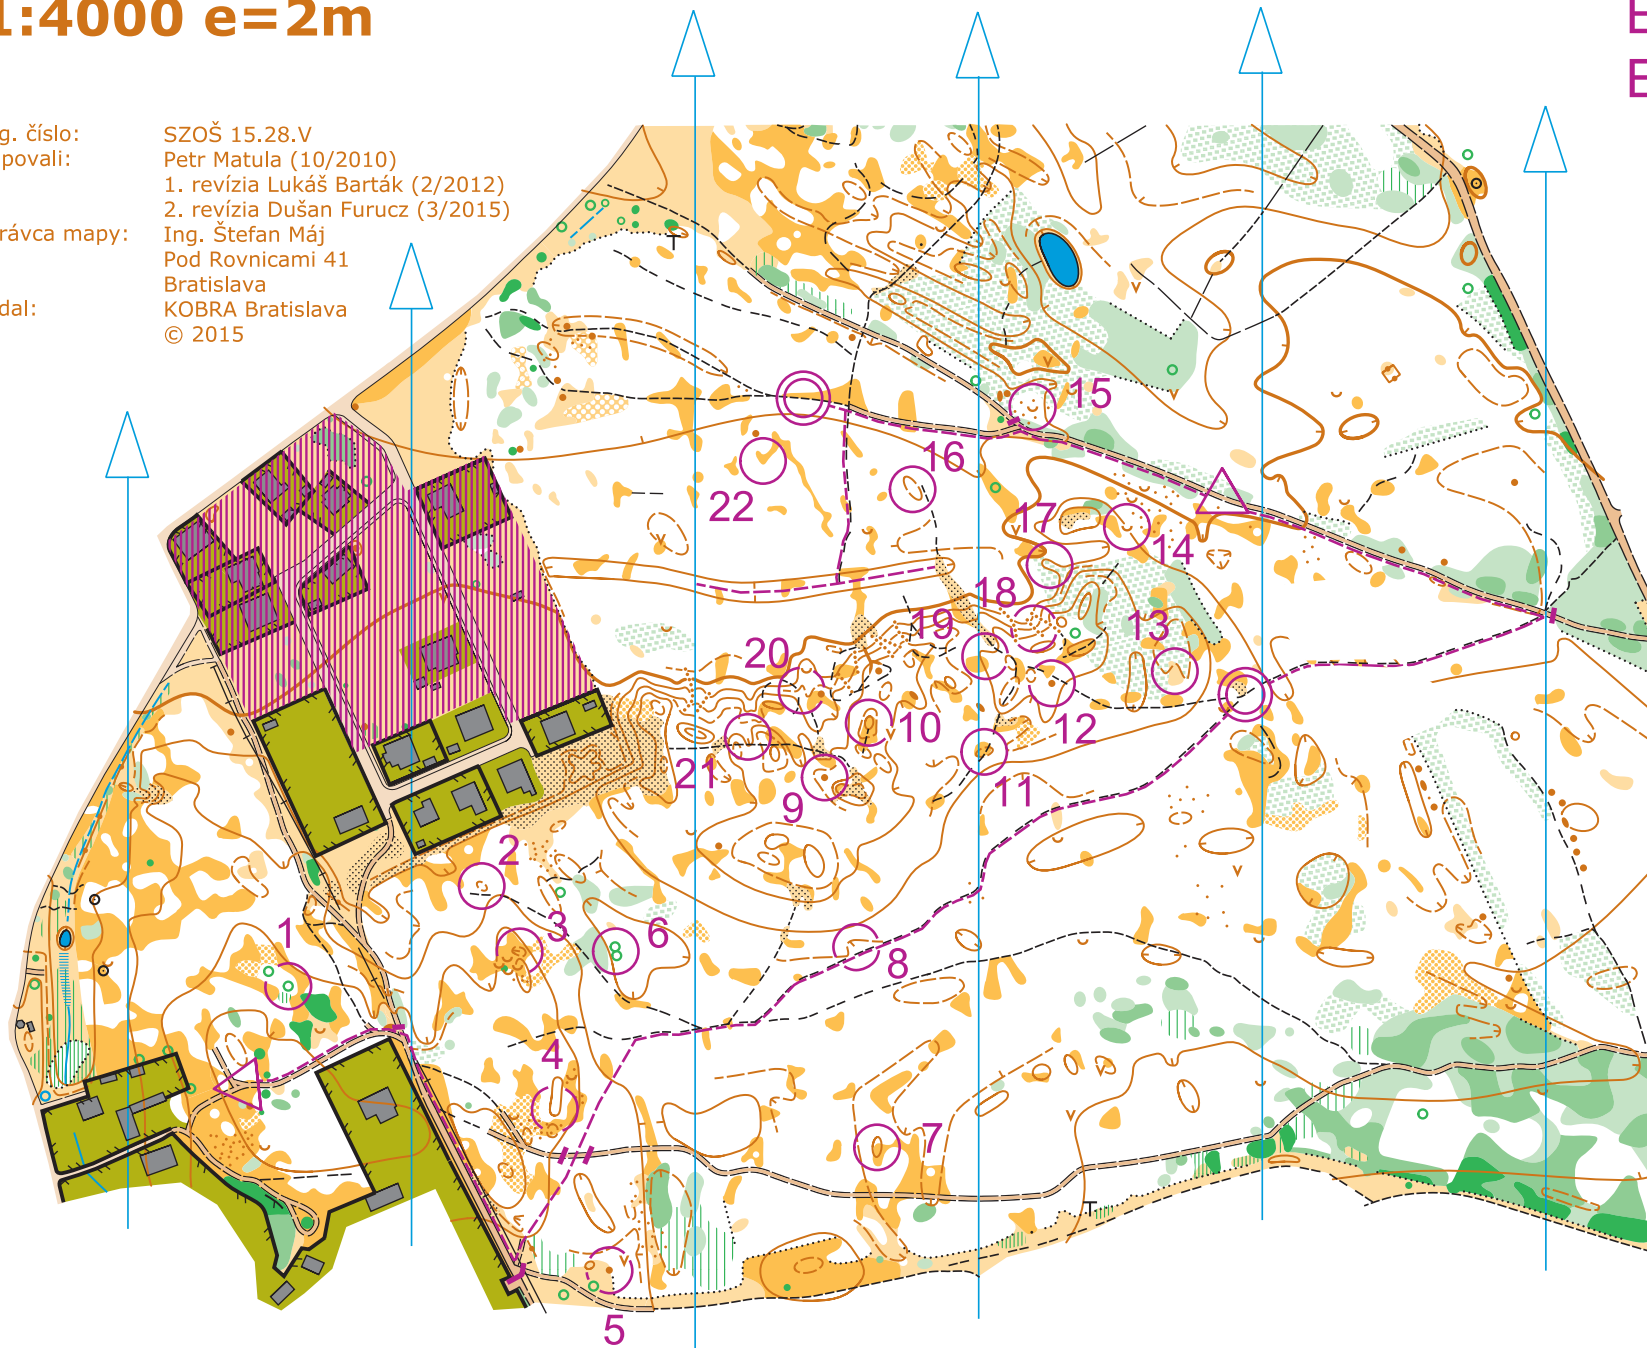 1:4000 e=2m
E
E
g. číslo: SZOŠ 15.28.V
povali: Petr Matula (10/2010)
1. revízia Lukáš Barták (2/2012)
2. revízia Dušan Furucz (3/2015)
rávca mapy: Ing. Štefan Máj
Pod Rovnicami 41
Bratislava
dal: KOBRA Bratislava
© 2015
15
16
22
17
14
18
13
19
20
10
12
21
11
9
2
1
3
6
8
4
7
5